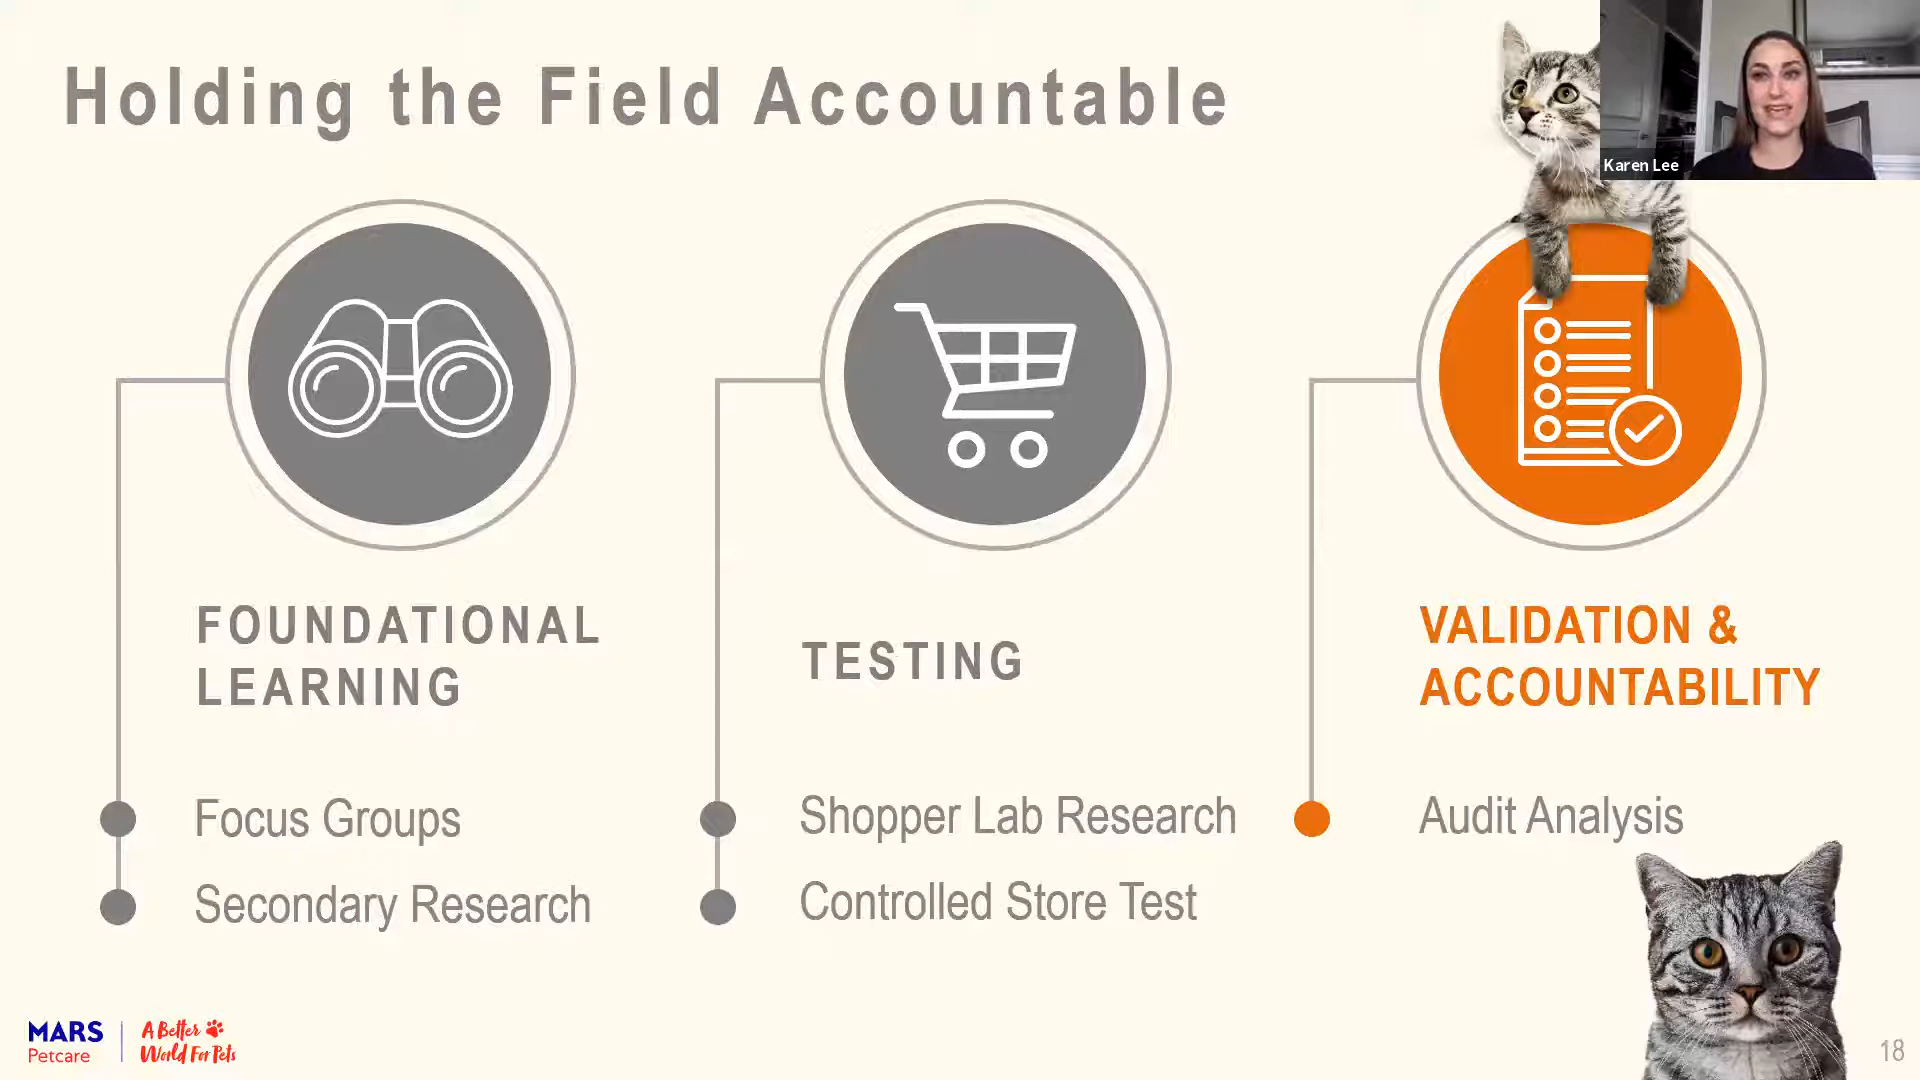 Holding the Field Accountable
Karen Lee
FOUNDATIONAL
LEARNING
Focus Groups
Secondary Research
TESTING
Shopper Lab Research
Controlled Store Test
VALIDATION &
ACCOUNTABILITY
Audit Analysis
MARS
Petcare
A Better
World For Pets
18